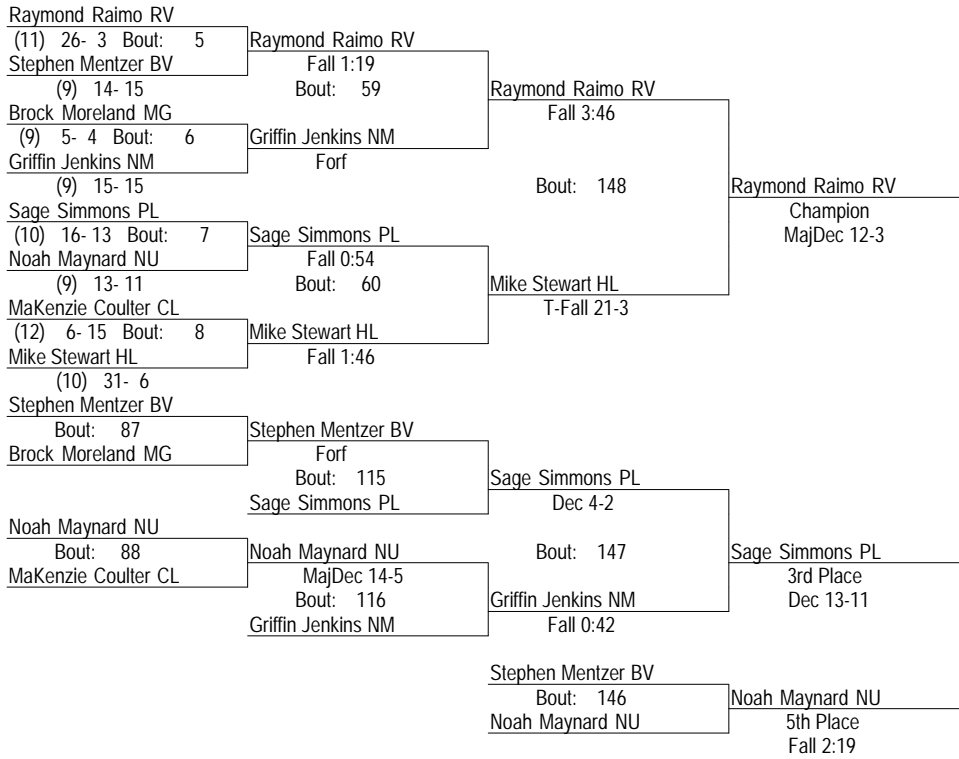 Raymond Raimo RV
(11) 26- 3 Bout: 5
Stephen Mentzer BV
(9) 14- 15
Brock Moreland MG
(9) 5- 4 Bout: 6
Griffin Jenkins NM
(9) 15- 15
Sage Simmons PL
(10) 16- 13 Bout: 7
Noah Maynard NU
(9) 13- 11
MaKenzie Coulter CL
(12) 6- 15 Bout: 8
Mike Stewart HL
(10) 31- 6
Raymond Raimo RV
Fall 1:19
Bout: 59
Griffin Jenkins NM
Forf
Sage Simmons PL
Fall 0:54
Bout: 60
Mike Stewart HL
Fall 1:46
Raymond Raimo RV
Fall 3:46
Bout: 148
Mike Stewart HL
T-Fall 21-3
Raymond Raimo RV
Champion
MajDec 12-3
Stephen Mentzer BV
Bout: 87
Brock Moreland MG
Noah Maynard NU
Bout: 88
MaKenzie Coulter CL
Stephen Mentzer BV
Forf
Bout: 115
Sage Simmons PL
Noah Maynard NU
MajDec 14-5
Bout: 116
Griffin Jenkins NM
Sage Simmons PL
Dec 4-2
Bout: 147
Griffin Jenkins NM
Fall 0:42
Sage Simmons PL
3rd Place
Dec 13-11
Stephen Mentzer BV
Bout: 146
Noah Maynard NU
Noah Maynard NU
5th Place
Fall 2:19